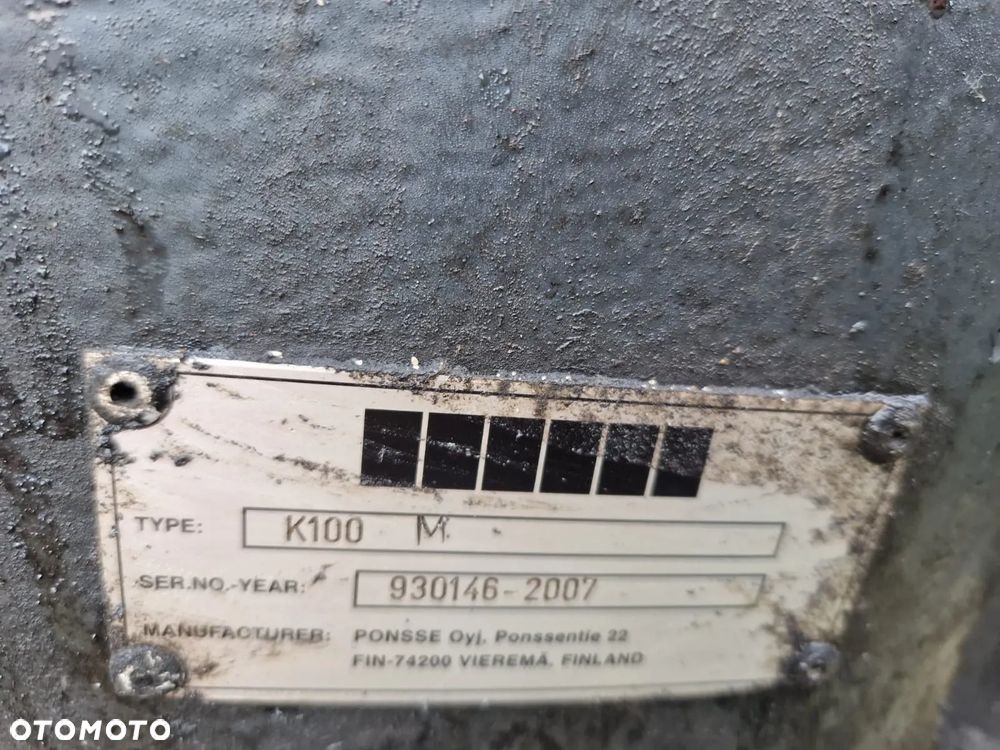 TYPE: K100 M
SER.NO.-YEAR: 930146-2007
MANUFACTURER: PONSSE Oyj, Ponssentie 22
FIN-74200 VIEREMÄ, FINLAND
OTOMOTO